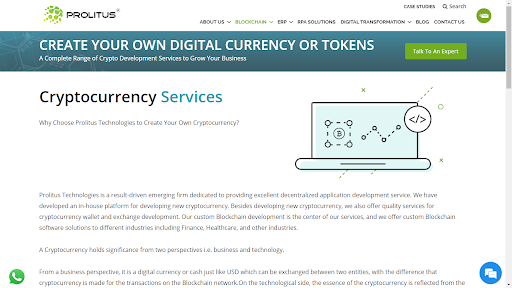 CASE STUDIES Search
PROLITUS
ABOUT US BLOCKCHAIN ERP RPA SOLUTIONS DIGITAL TRANSFORMATION BLOG CONTACT US
CREATE YOUR OWN DIGITAL CURRENCY OR TOKENS
A Complete Range of Crypto Development Services to Grow Your Business
Talk To An Expert
Cryptocurrency Services
Why Choose Prolitus Technologies to Create Your Own Cryptocurrency?
</>
Prolitus Technologies is a result-driven emerging firm dedicated to providing excellent decentralized application development service. We have
developed an in-house platform for developing new cryptocurrency. Besides developing new cryptocurrency, we also offer quality services for
cryptocurrency wallet and exchange development. Our custom Blockchain development is the center of our services, and we offer custom Blockchain
software solutions to different industries including Finance, Healthcare, and other industries.
A Cryptocurrency holds significance from two perspectives i.e. business and technology.
From a business perspective, it is a digital currency or cash just like USD which can be exchanged between two entities, with the difference that
cryptocurrency is made for the transactions on the Blockchain network.On the technological side, the essence of the cryptocurrency is reflected from the